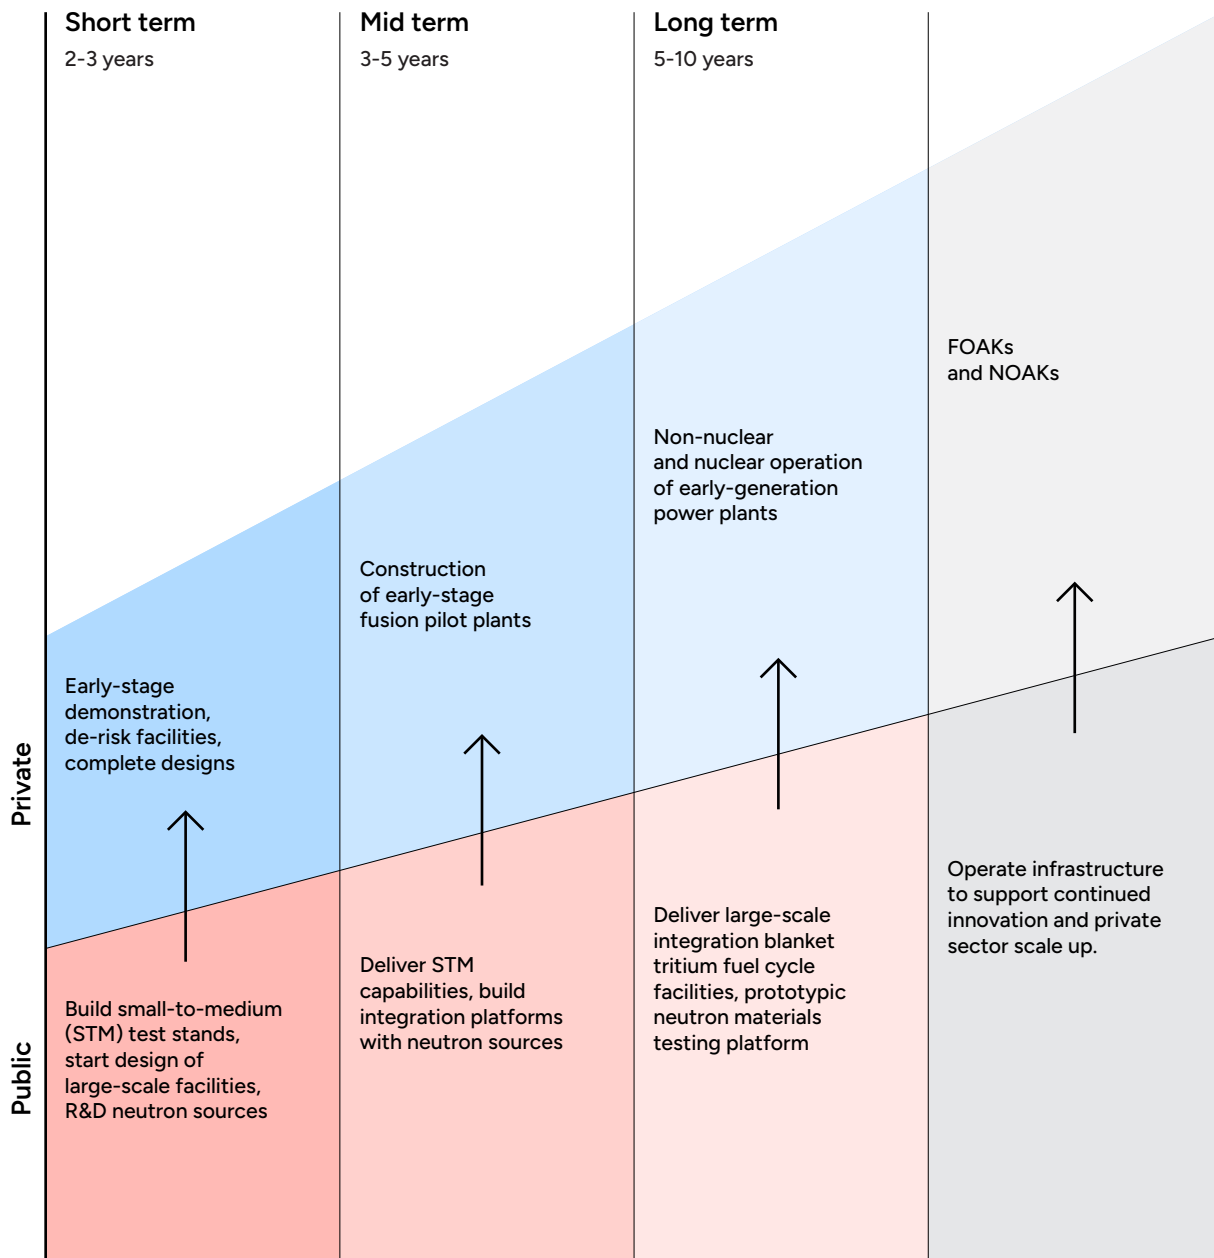 Short term
2-3 years
Mid term
3-5 years
Long term
5-10 years
Private
Early-stage
demonstration,
de-risk facilities,
complete designs
Construction
of early-stage
fusion pilot plants
Non-nuclear
and nuclear operation
of early-generation
power plants
FOAKs
and NOAKs
Public
Build small-to-medium
(STM) test stands,
start design of
large-scale facilities,
R&D neutron sources
Deliver STM
capabilities, build
integration platforms
with neutron sources
Deliver large-scale
integration blanket
tritium fuel cycle
facilities, prototypic
neutron materials
testing platform
Operate infrastructure
to support continued
innovation and private
sector scale up.